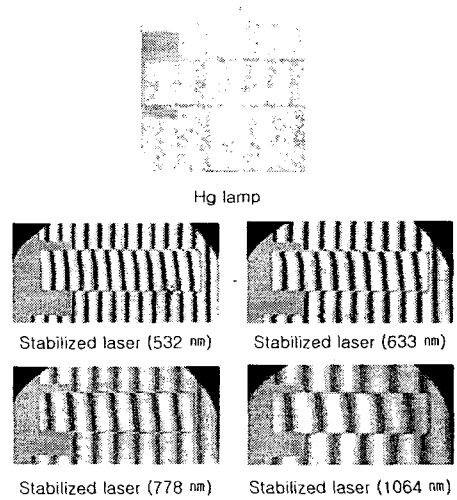 Hg lamp
Stabilized laser (532 nm)
Stabilized laser (633 nm)
Stabilized laser (778 nm)
Stabilized laser (1064 nm)